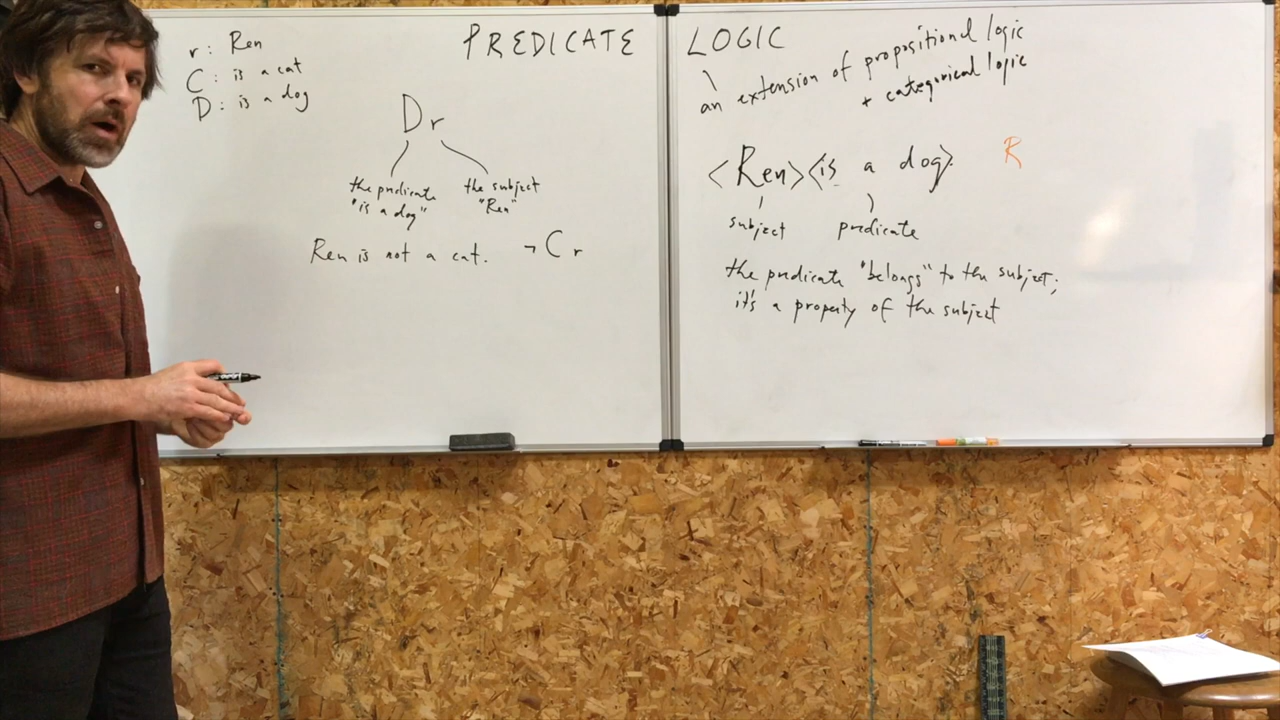 r: Ren
C: is a cat
D: is a dog
PREDICATE LOGIC
an extension of propositional logic
+ categorical logic
Dr
the predicate
"is a dog"
the subject
"Ren"
Ren is not a cat. ¬Cr
<Ren><is a dog>.
R
subject
predicate
the predicate "belongs" to the subject;
it's a property of the subject